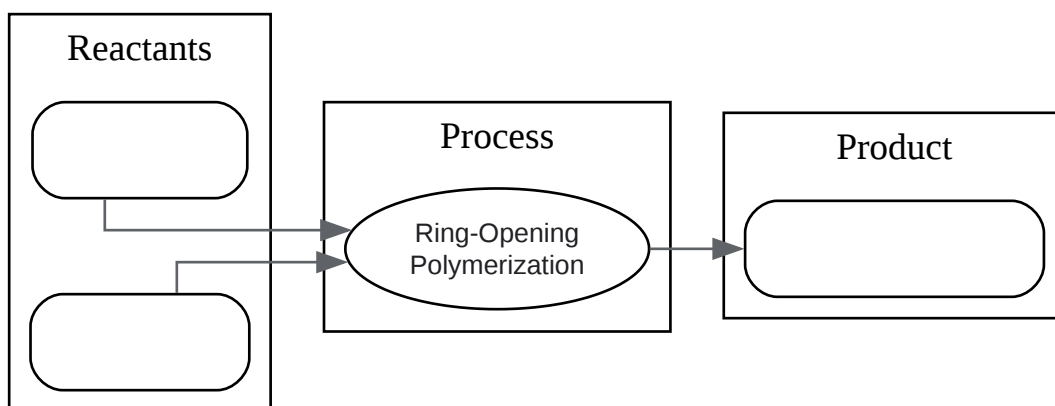 Reactants
Process
Ring-Opening
Polymerization
Product